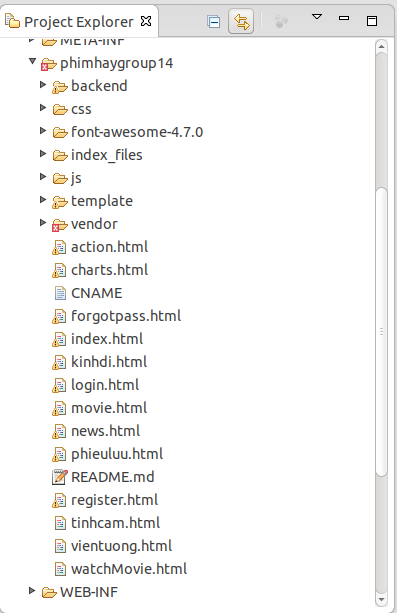 Project Explorer
META-INF
phimhaygroup14
backend
css
font-awesome-4.7.0
index_files
js
template
vendor
action.html
charts.html
CNAME
forgotpass.html
index.html
kinhdi.html
login.html
movie.html
news.html
phieuluu.html
README.md
register.html
tinhcam.html
vientuong.html
watchMovie.html
WEB-INF